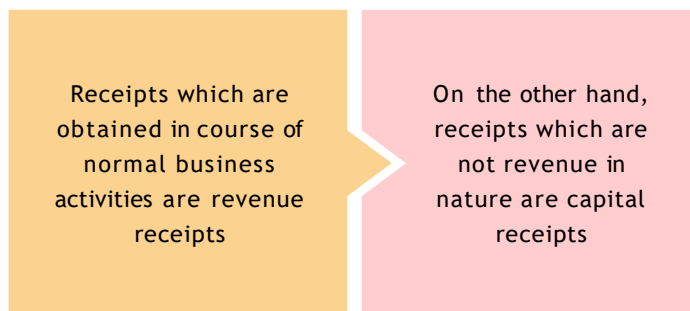 Receipts which are
obtained in course of
normal business
activities are revenue
receipts
On the other hand,
receipts which are
not revenue in
nature are capital
receipts